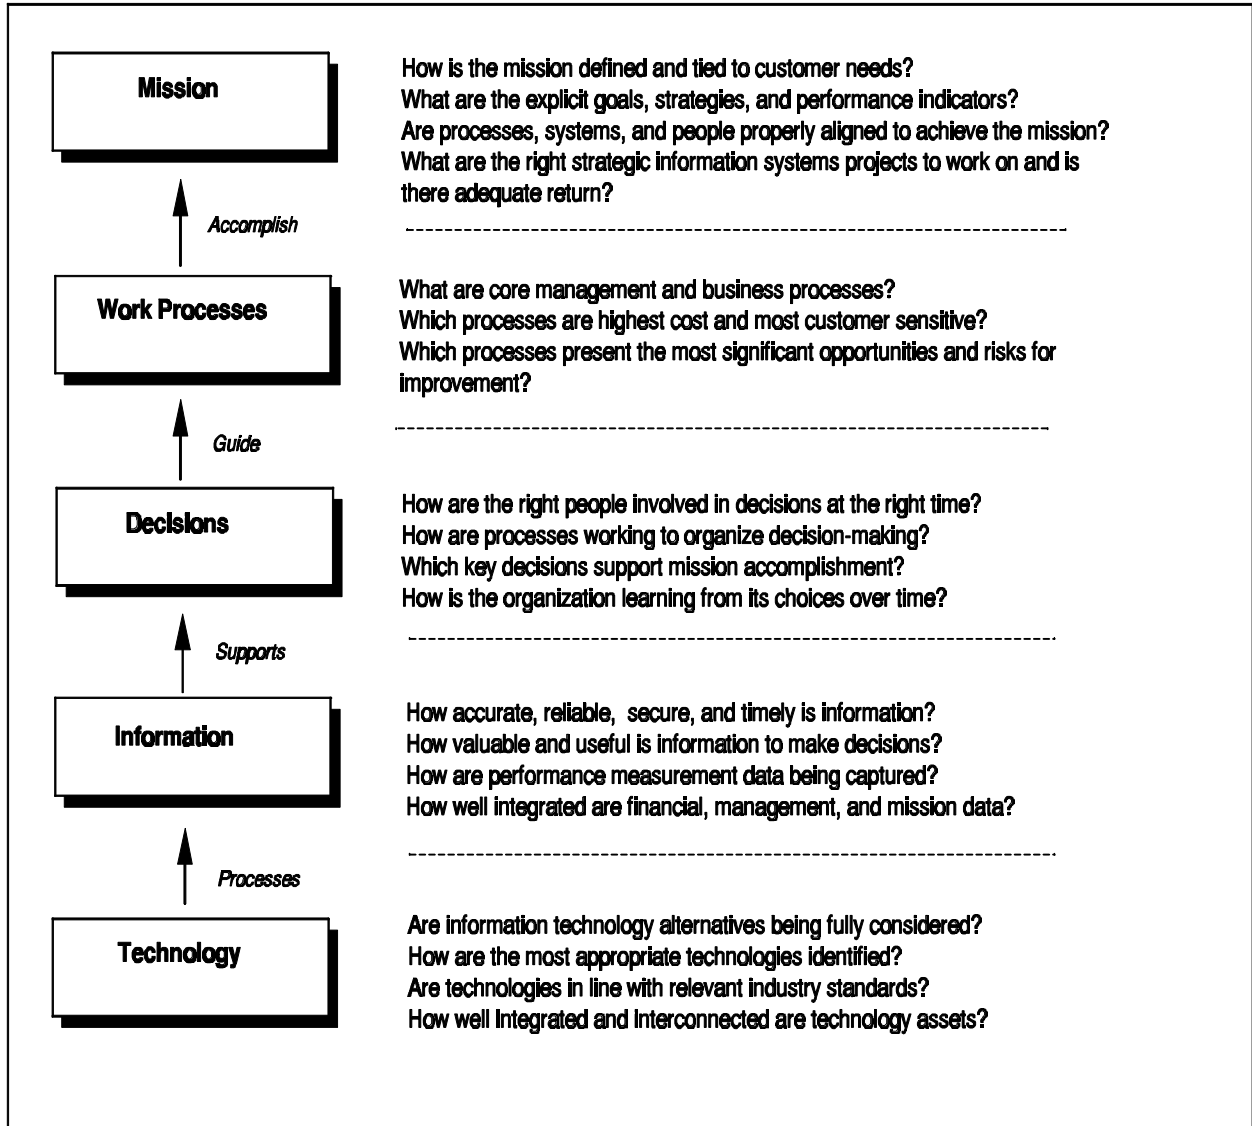 Mission
How is the mission defined and tied to customer needs?
What are the explicit goals, strategies, and performance indicators?
Are processes, systems, and people properly aligned to achieve the mission?
What are the right strategic information systems projects to work on and is
there adequate return?
Accomplish
Work Processes
What are core management and business processes?
Which processes are highest cost and most customer sensitive?
Which processes present the most significant opportunities and risks for
improvement?
Guide
Decisions
How are the right people involved in decisions at the right time?
How are processes working to organize decision-making?
Which key decisions support mission accomplishment?
How is the organization learning from its choices over time?
Supports
Information
How accurate, reliable, secure, and timely is information?
How valuable and useful is information to make decisions?
How are performance measurement data being captured?
How well integrated are financial, management, and mission data?
Processes
Technology
Are information technology alternatives being fully considered?
How are the most appropriate technologies identified?
Are technologies in line with relevant industry standards?
How well Integrated and Interconnected are technology assets?